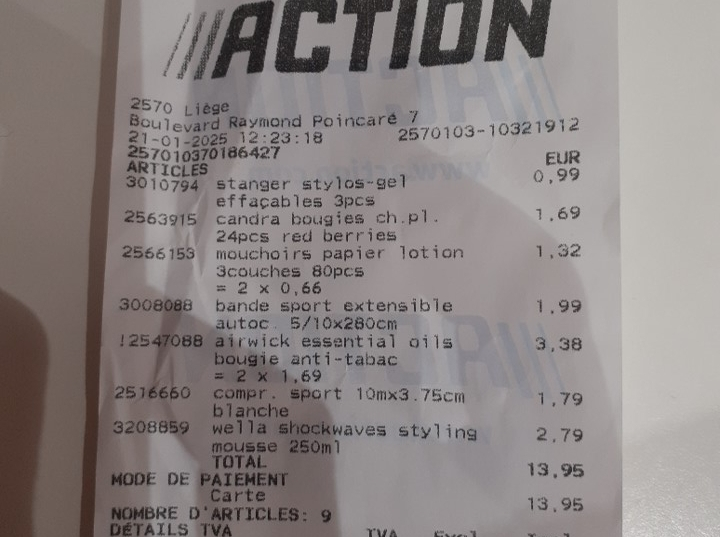 ACTION
2570 Liège
Boulevard Raymond Poincaré 7
21-01-2025 12:23:18 2570103-10321912
257010370186427
EUR
ARTICLES
3010794 stanger stylos-gel 0,99
effaçables 3pcs
2563915 candra bougies ch.pl. 1,69
24pcs red berries
2566153 mouchoirs papier lotion 1,32
3couches 80pcs
= 2 x 0,66
3008088 bande sport extensible 1,99
autoc. 5/10x280cm
!2547088 airwick essential oils 3,38
bougie anti-tabac
= 2 x 1,69
2516660 compr. sport 10mx3.75cm 1,79
blanche
3208859 wella shockwaves styling 2,79
mousse 250ml
TOTAL 13,95
MODE DE PAIEMENT
Carte 13,95
NOMBRE D'ARTICLES: 9
DÉTAILS TVA TVA